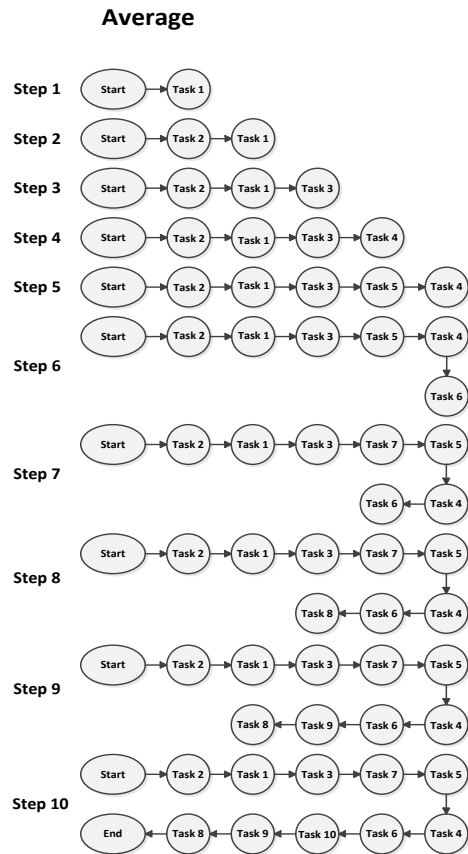 Average
Step 1 Start Task 1
Step 2 Start Task 2 Task 1
Step 3 Start Task 2 Task 1 Task 3
Step 4 Start Task 2 Task 1 Task 3 Task 4
Step 5 Start Task 2 Task 1 Task 3 Task 5 Task 4
Step 6
Start Task 2 Task 1 Task 3 Task 5 Task 4
Task 6
Step 7
Start Task 2 Task 1 Task 3 Task 7 Task 5
Task 6 Task 4
Step 8
Start Task 2 Task 1 Task 3 Task 7 Task 5
Task 8 Task 6 Task 4
Step 9
Start Task 2 Task 1 Task 3 Task 7 Task 5
Task 8 Task 9 Task 6 Task 4
Step 10
Start Task 2 Task 1 Task 3 Task 7 Task 5
End Task 8 Task 9 Task 10 Task 6 Task 4